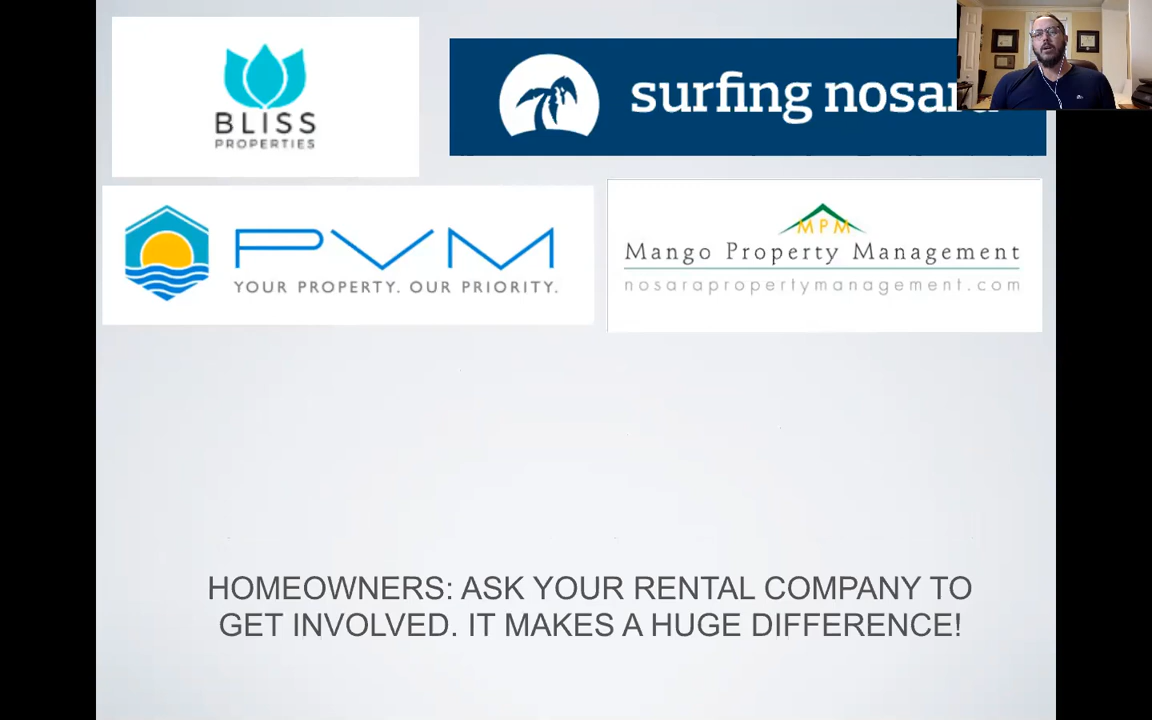 BLISS
PROPERTIES
surfing nosara
PVM
YOUR PROPERTY. OUR PRIORITY.
MPM
Mango Property Management
nosarapropertymanagement.com
HOMEOWNERS: ASK YOUR RENTAL COMPANY TO
GET INVOLVED. IT MAKES A HUGE DIFFERENCE!